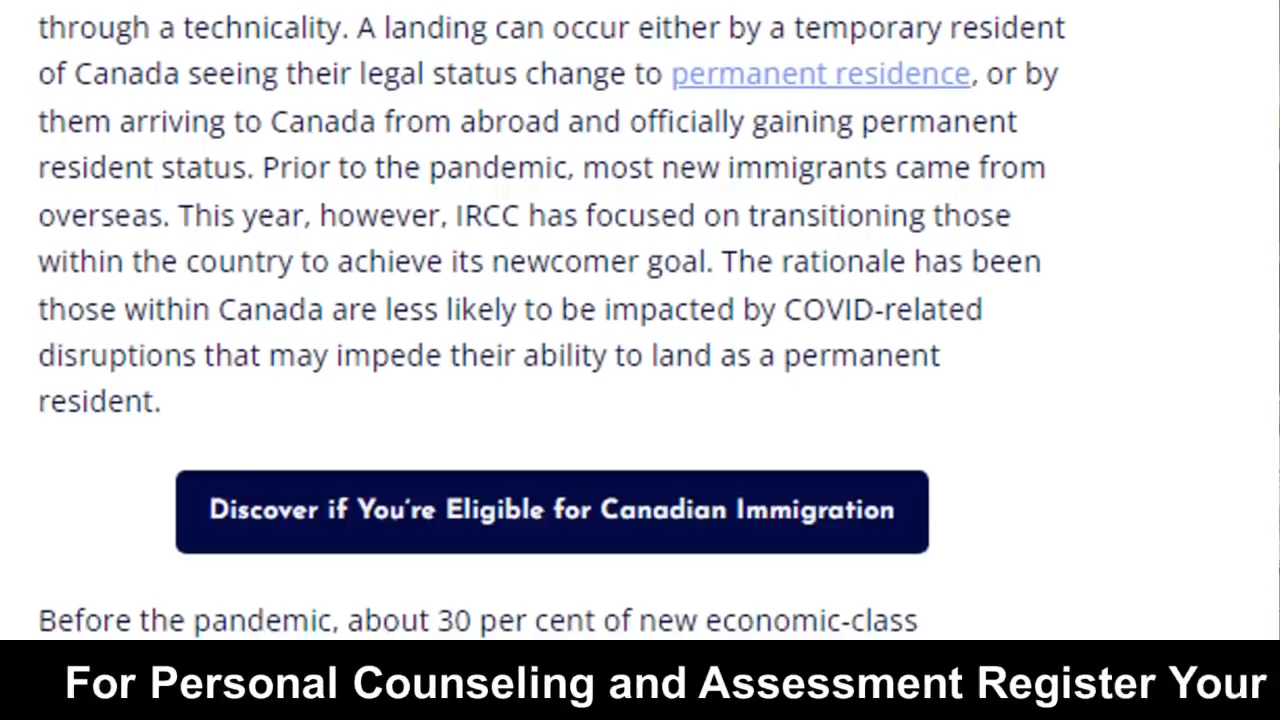 through a technicality. A landing can occur either by a temporary resident
of Canada seeing their legal status change to permanent residence, or by
them arriving to Canada from abroad and officially gaining permanent
resident status. Prior to the pandemic, most new immigrants came from
overseas. This year, however, IRCC has focused on transitioning those
within the country to achieve its newcomer goal. The rationale has been
those within Canada are less likely to be impacted by COVID-related
disruptions that may impede their ability to land as a permanent
resident.
Discover if You're Eligible for Canadian Immigration
Before the pandemic, about 30 per cent of new economic-class
For Personal Counseling and Assessment Register Your